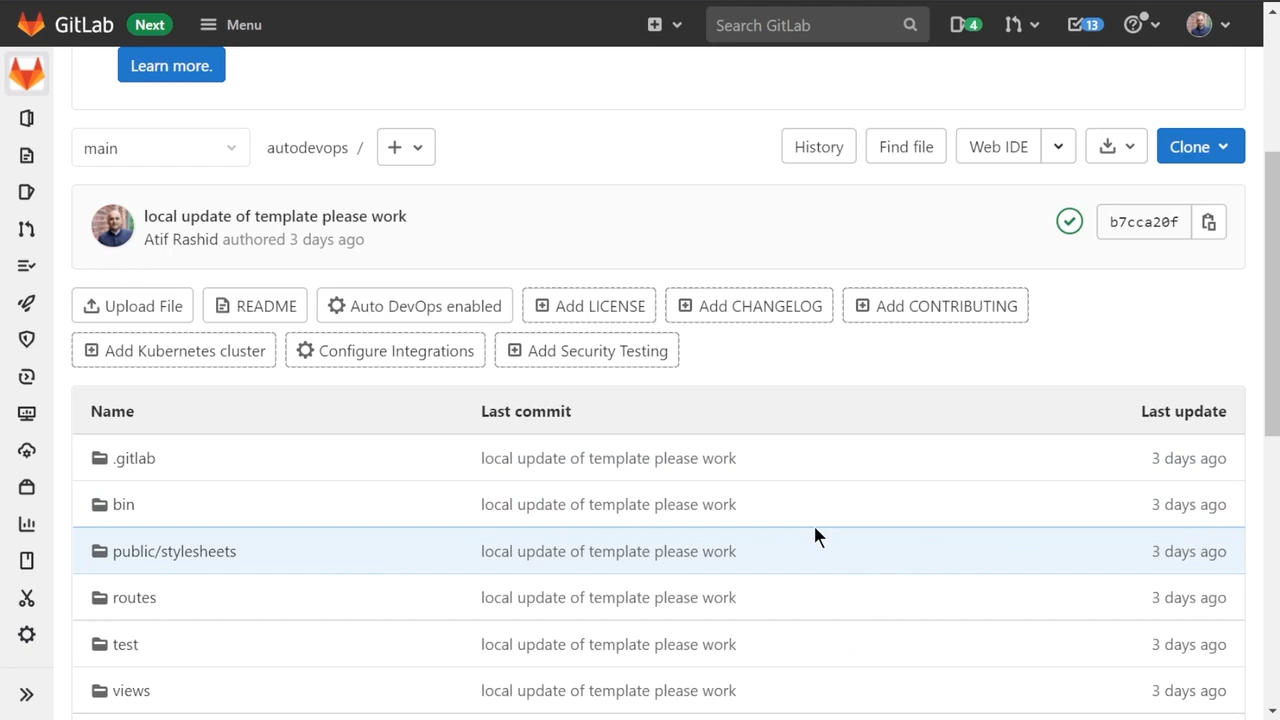 GitLab Next Menu Search GitLab 4 13
Learn more.
main autodevops / History Find file Web IDE Clone
local update of template please work
Atif Rashid authored 3 days ago
b7cca20f
Upload File README Auto DevOps enabled Add LICENSE Add CHANGELOG Add CONTRIBUTING
Add Kubernetes cluster Configure Integrations Add Security Testing
Name Last commit Last update
.gitlab local update of template please work 3 days ago
bin local update of template please work 3 days ago
public/stylesheets local update of template please work 3 days ago
routes local update of template please work 3 days ago
test local update of template please work 3 days ago
views local update of template please work 3 days ago